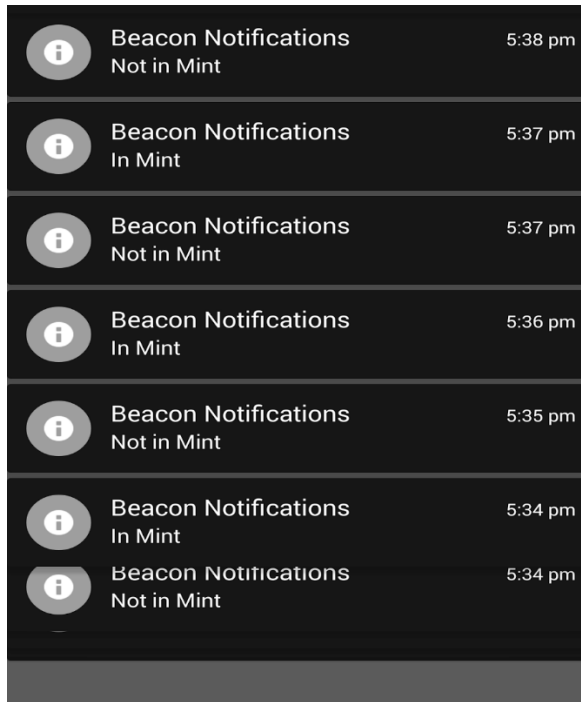 Beacon Notifications 5:38 pm
Not in Mint
Beacon Notifications 5:37 pm
In Mint
Beacon Notifications 5:37 pm
Not in Mint
Beacon Notifications 5:36 pm
In Mint
Beacon Notifications 5:35 pm
Not in Mint
Beacon Notifications 5:34 pm
In Mint
Beacon Notifications 5:34 pm
Not in Mint